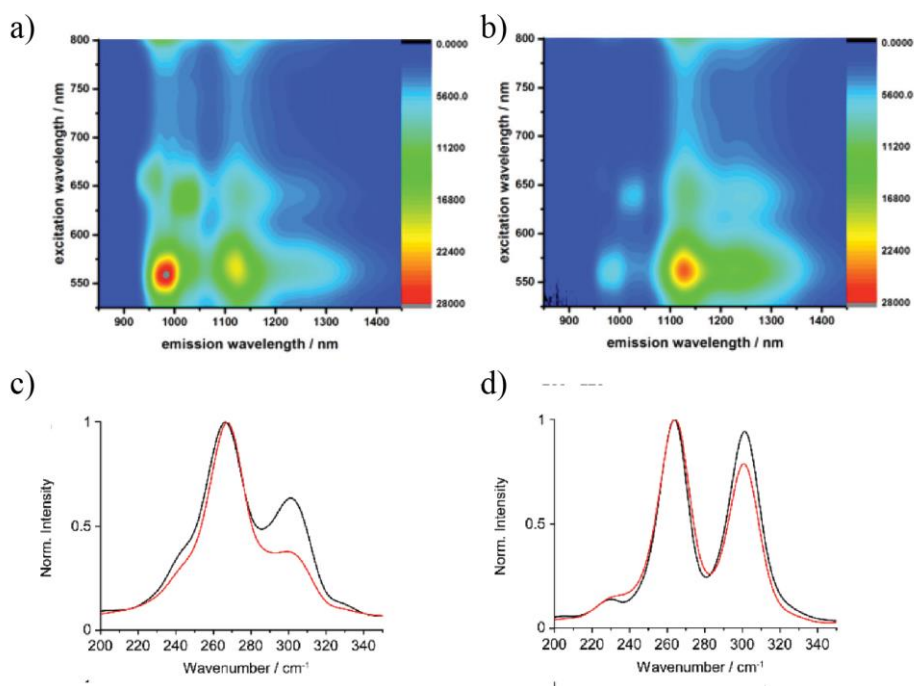 a)
b)
800
750
700
650
600
550
900 1000 1100 1200 1300 1400
excitation wavelength / nm
emission wavelength / nm
0.0000
5600.0
11200
16800
22400
28000
800
750
700
650
600
550
900 1000 1100 1200 1300 1400
excitation wavelength / nm
emission wavelength / nm
0.0000
5600.0
11200
16800
22400
28000
c)
d)
1
0.5
0
200 220 240 260 280 300 320 340
Norm. Intensity
Wavenumber / cm⁻¹
1
0.5
0
200 220 240 260 280 300 320 340
Norm. Intensity
Wavenumber / cm⁻¹